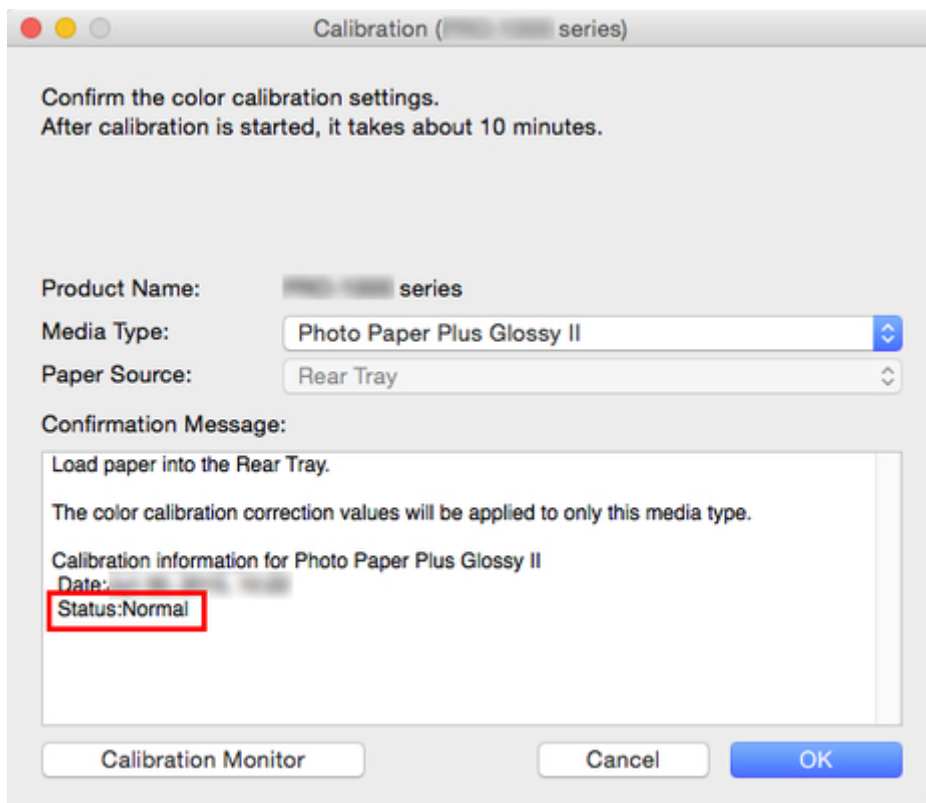 Calibration ( series)
Confirm the color calibration settings.
After calibration is started, it takes about 10 minutes.
Product Name: series
Media Type: Photo Paper Plus Glossy II
Paper Source: Rear Tray
Confirmation Message:
Load paper into the Rear Tray.
The color calibration correction values will be applied to only this media type.
Calibration information for Photo Paper Plus Glossy II
Date:
Status:Normal
Calibration Monitor Cancel OK